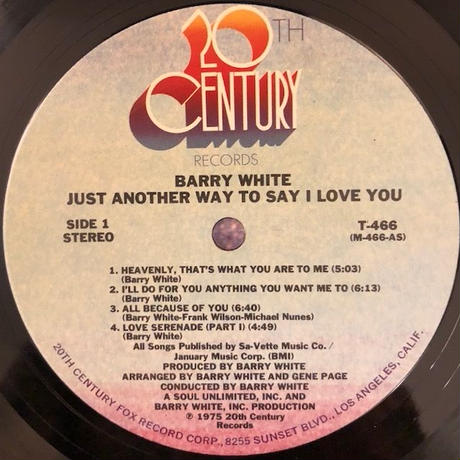 20TH
CENTURY
RECORDS
BARRY WHITE
JUST ANOTHER WAY TO SAY I LOVE YOU
SIDE 1
STEREO
T-466
(M-466-AS)
1. HEAVENLY, THAT'S WHAT YOU ARE TO ME (5:03)
(Barry White)
2. I'LL DO FOR YOU ANYTHING YOU WANT ME TO (6:13)
(Barry White)
3. ALL BECAUSE OF YOU (6:40)
(Barry White-Frank Wilson-Michael Nunes)
4. LOVE SERENADE (PART I) (4:49)
(Barry White)
All Songs Published by Sa-Vette Music Co. /
January Music Corp. (BMI)
PRODUCED BY BARRY WHITE
ARRANGED BY BARRY WHITE AND GENE PAGE
CONDUCTED BY BARRY WHITE
A SOUL UNLIMITED, INC. AND
BARRY WHITE, INC. PRODUCTION
℗ 1975 20th Century
Records
20TH CENTURY FOX RECORD CORP., 8255 SUNSET BLVD., LOS ANGELES, CALIF.